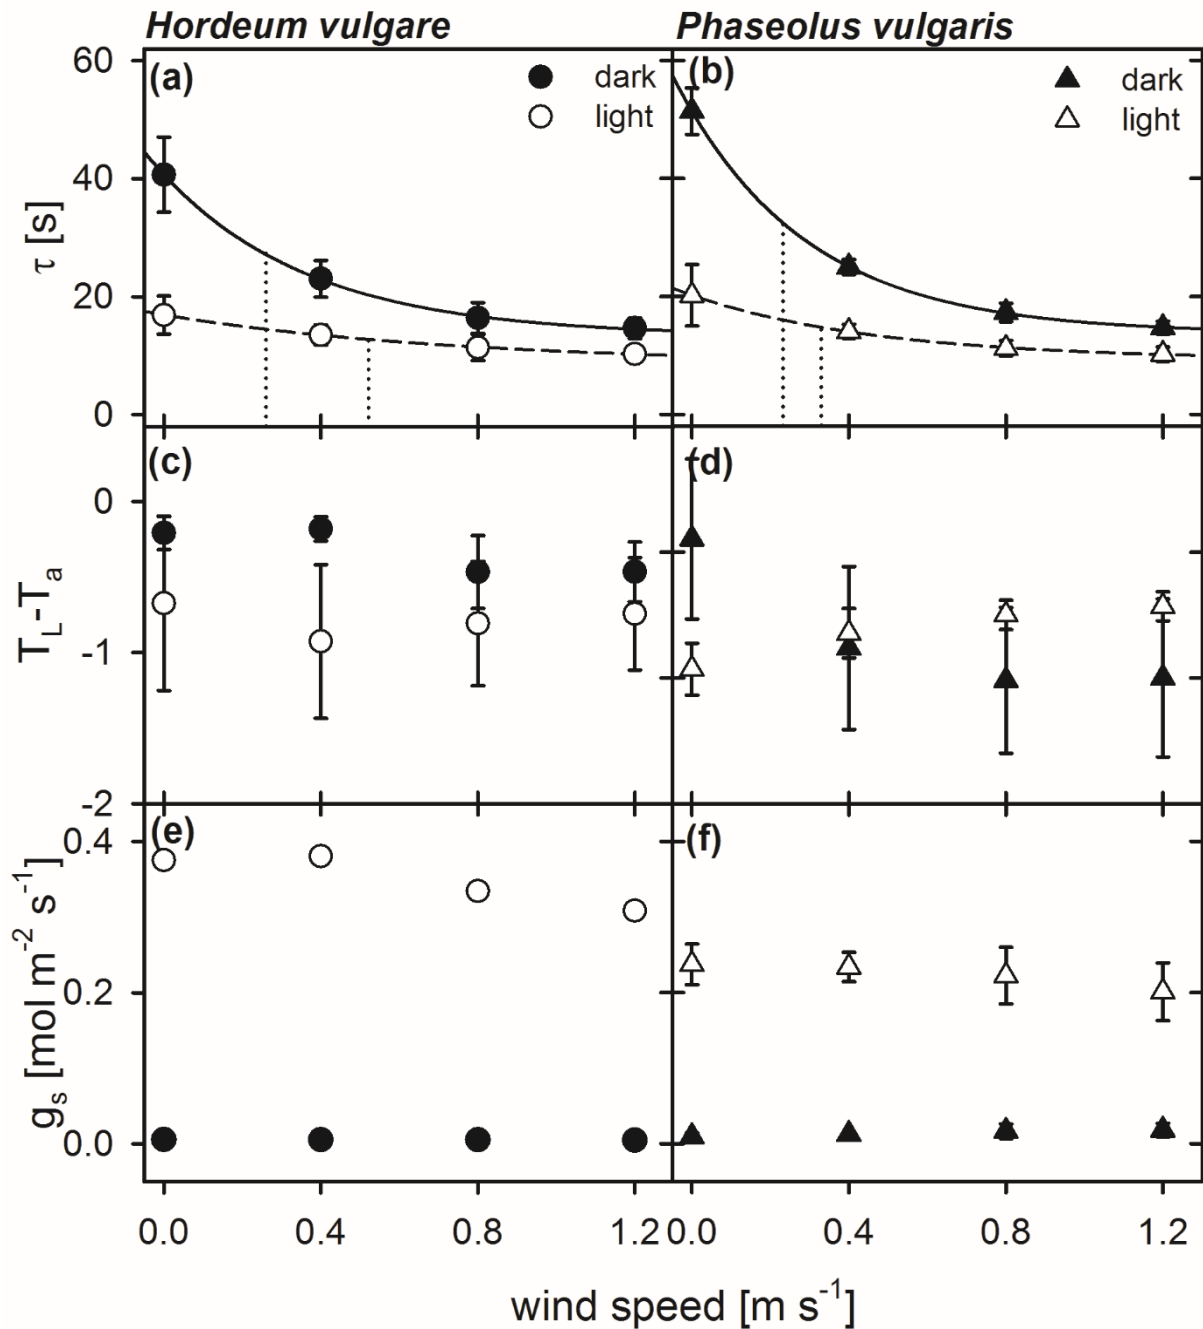 Hordeum vulgare
Phaseolus vulgaris
(a)
dark
light
(b)
dark
light
60
40
20
0
τ [s]
(c)
(d)
0
-1
-2
T_L-T_a
(e)
(f)
0.4
0.2
0.0
g_s [mol m⁻² s⁻¹]
0.0 0.4 0.8 1.2 0.0 0.4 0.8 1.2
wind speed [m s⁻¹]